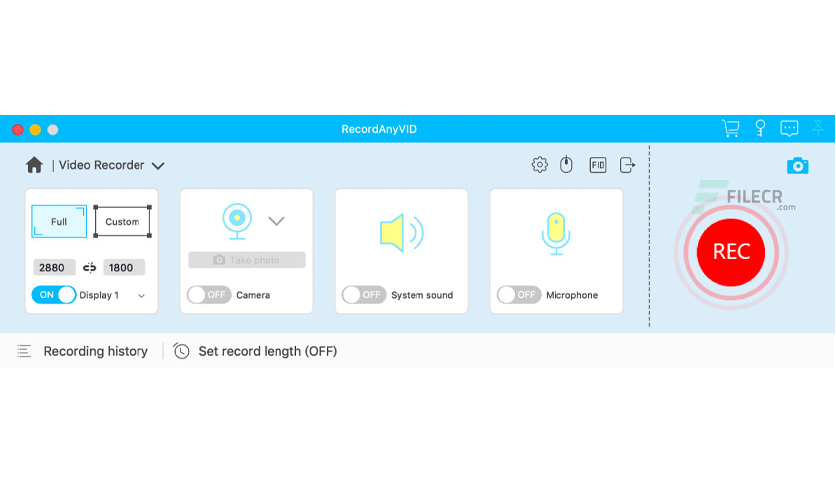 RecordAnyVID
| Video Recorder
FID
Full
Custom
2880
1800
ON
Display 1
Take photo
OFF
Camera
OFF
System sound
OFF
Microphone
FILECR
.com
REC
Recording history
Set record length (OFF)